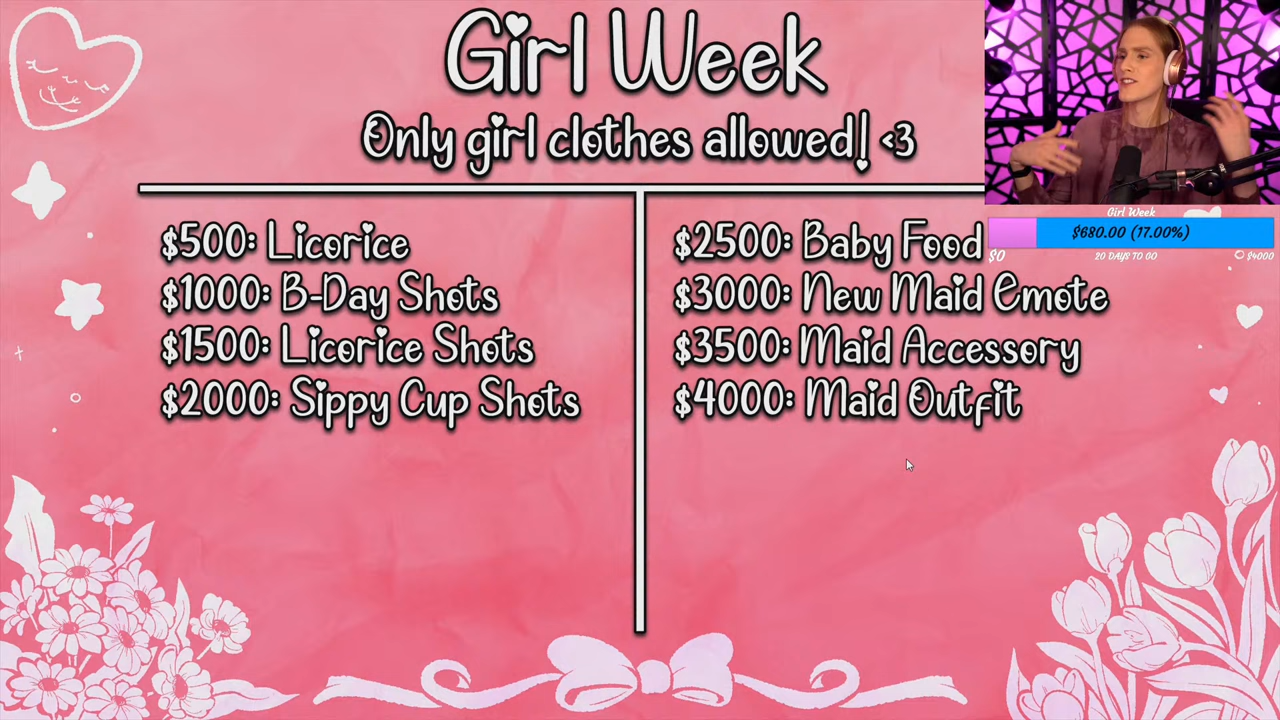 Girl Week
Only girl clothes allowed! <3
$500: Licorice
$1000: B-Day Shots
$1500: Licorice Shots
$2000: Sippy Cup Shots
$2500: Baby Food
$3000: New Maid Emote
$3500: Maid Accessory
$4000: Maid Outfit
Girl Week
$680.00 (17.00%)
$0
20 DAYS TO GO
$4000